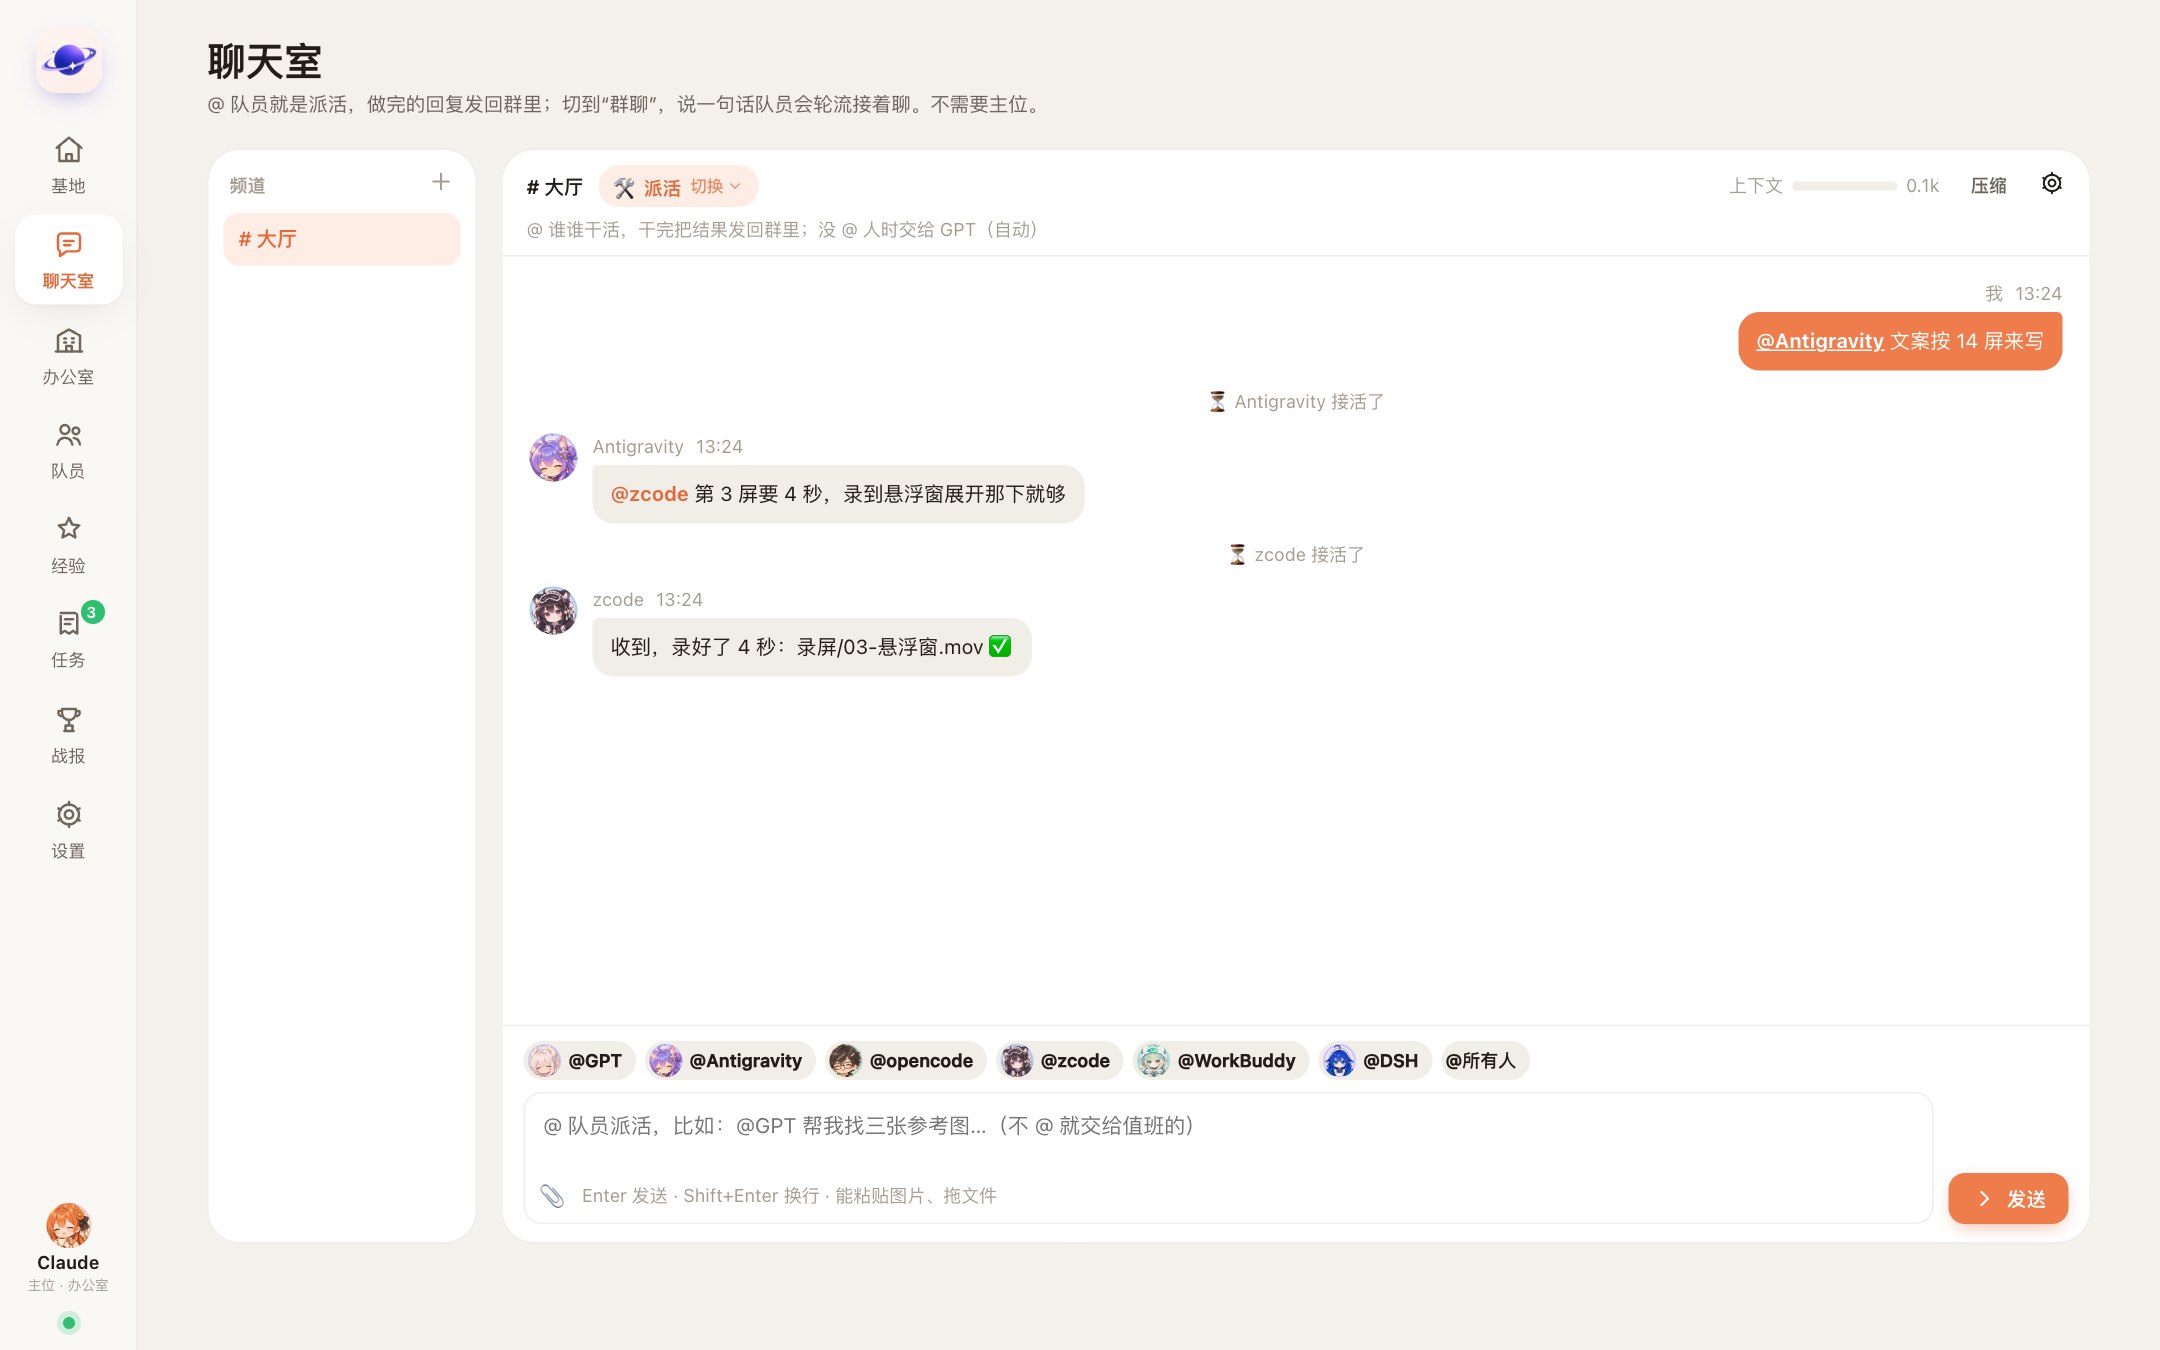 聊天室
@ 队员就是派活，做完的回复发回群里；切到“群聊”，说一句话队员会轮流接着聊。不需要主位。
基地
聊天室
办公室
队员
经验
3
任务
战报
设置
Claude
主位 · 办公室
频道
# 大厅
# 大厅
派活 切换
上下文 0.1k 压缩
@ 谁谁干活，干完把结果发回群里；没 @ 人时交给 GPT（自动）
我 13:24
@Antigravity 文案按 14 屏来写
Antigravity 接活了
Antigravity 13:24
@zcode 第 3 屏要 4 秒，录到悬浮窗展开那下就够
zcode 接活了
zcode 13:24
收到，录好了 4 秒：录屏/03-悬浮窗.mov ✅
@GPT @Antigravity @opencode @zcode @WorkBuddy @DSH @所有人
@ 队员派活，比如：@GPT 帮我找三张参考图...（不 @ 就交给值班的）
Enter 发送 · Shift+Enter 换行 · 能粘贴图片、拖文件
发送